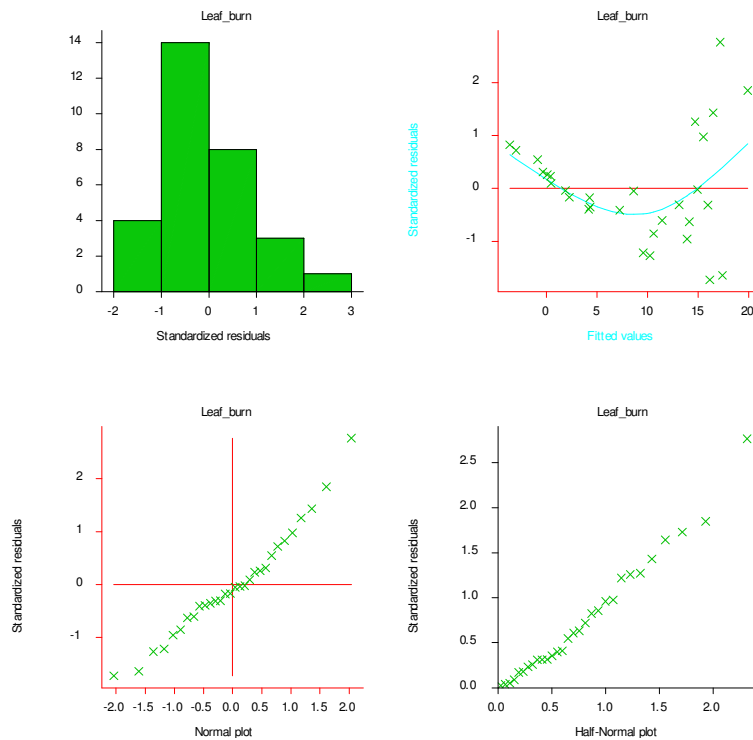 Leaf_burn
14
12
10
8
6
4
2
0
-2 -1 0 1 2 3
Standardized residuals
Leaf_burn
Standardized residuals
2
1
0
-1
0 5 10 15 20
Fitted values
Leaf_burn
Standardized residuals
2
1
0
-1
-2.0 -1.5 -1.0 -0.5 0.0 0.5 1.0 1.5 2.0
Normal plot
Leaf_burn
Standardized residuals
2.5
2.0
1.5
1.0
0.5
0.0
0.0 0.5 1.0 1.5 2.0
Half-Normal plot